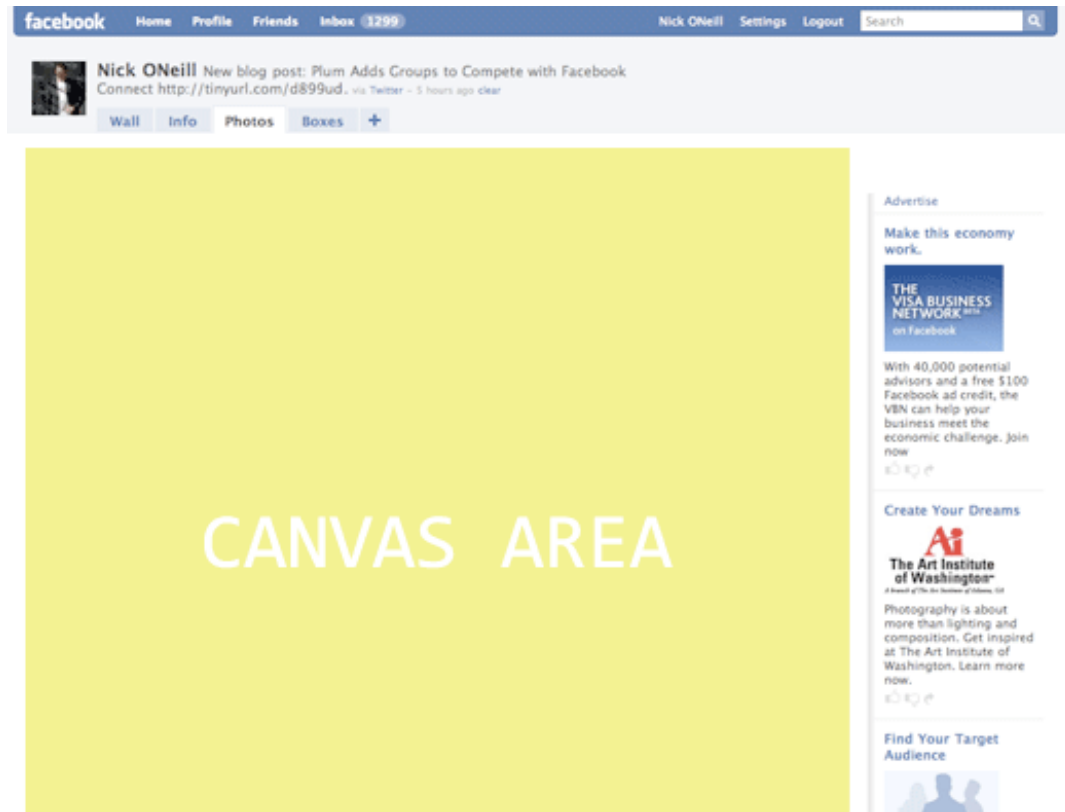 facebook Home Profile Friends Inbox 1299 Nick ONeill Settings Logout Search
Nick ONeill New blog post: Plum Adds Groups to Compete with Facebook
Connect http://tinyurl.com/d899ud. via Twitter - 5 hours ago clear
Wall Info Photos Boxes +
CANVAS AREA
Advertise
Make this economy
work.
THE
VISA BUSINESS
NETWORK BETA
on Facebook
With 40,000 potential
advisors and a free $100
Facebook ad credit, the
VBN can help your
business meet the
economic challenge. Join
now
Create Your Dreams
Ai
The Art Institute
of Washington
Photography is about
more than lighting and
composition. Get inspired
at The Art Institute of
Washington. Learn more
now.
Find Your Target
Audience